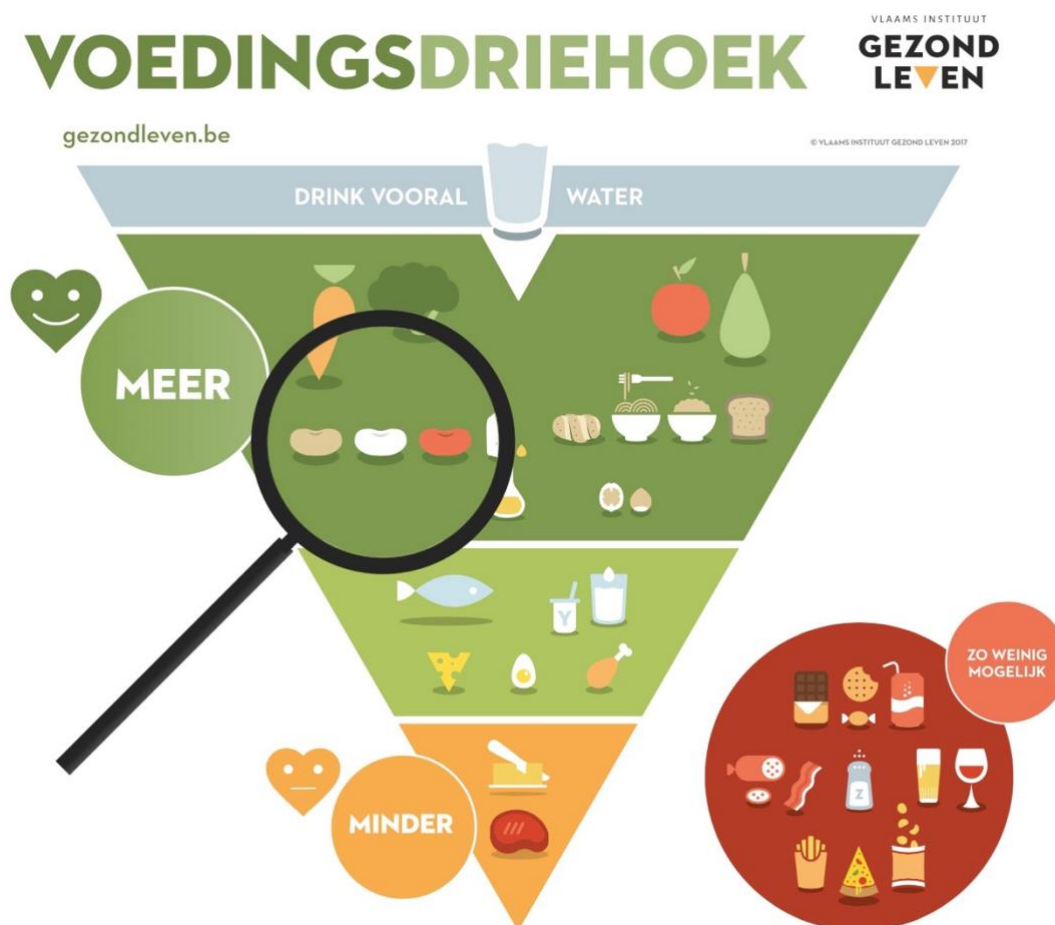 VLAAMS INSTITUUT
GEZOND
LEVEN
VOEDINGSDRIEHOEK
gezondleven.be
© VLAAMS INSTITUUT GEZOND LEVEN 2017
DRINK VOORAL WATER
MEER
Y
ZO WEINIG
MOGELIJK
Z
MINDER